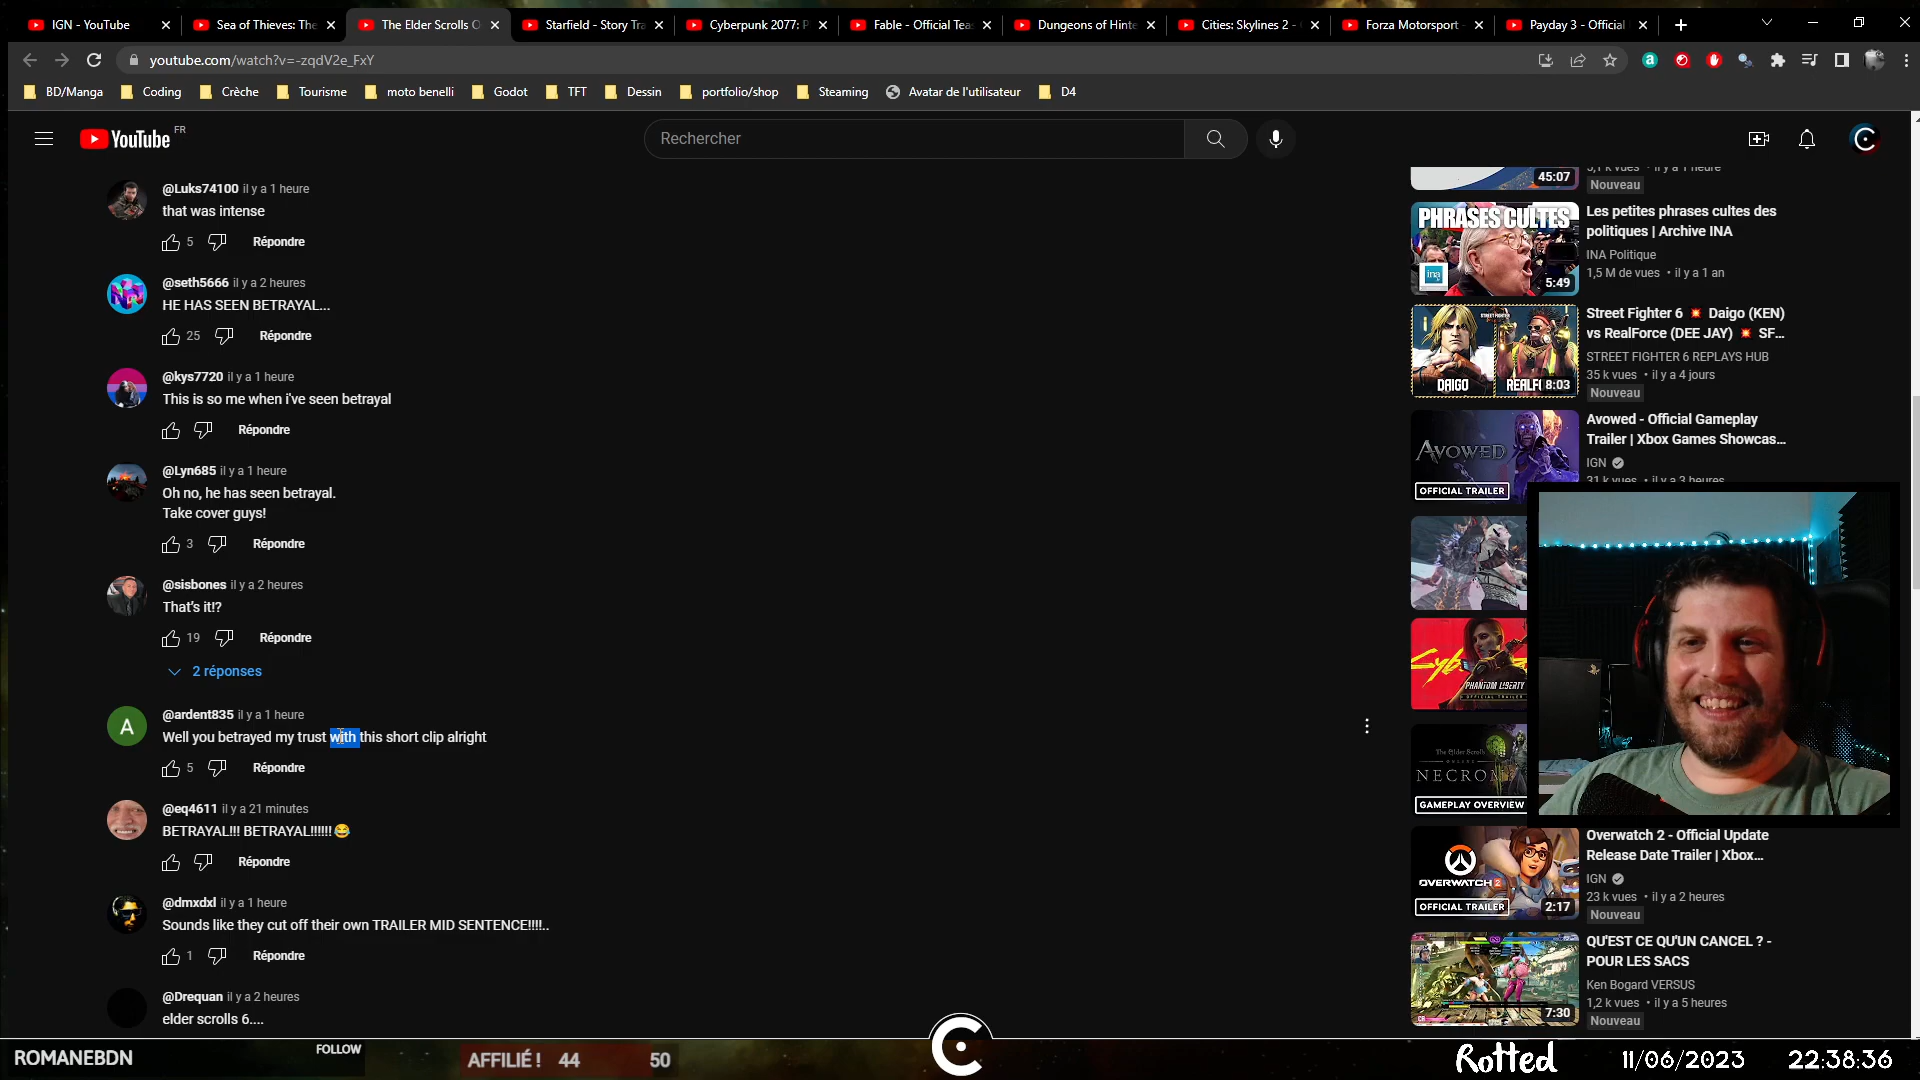 IGN - YouTube
Sea of Thieves: The
The Elder Scrolls O
Starfield - Story Tra
Cyberpunk 2077: P
Fable - Official Tea
Dungeons of Hinte
Cities: Skylines 2 -
Forza Motorsport -
Payday 3 - Official
youtube.com/watch?v=-zqdV2e_FxY
BD/Manga
Coding
Crèche
Tourisme
moto benelli
Godot
TFT
Dessin
portfolio/shop
Steaming
Avatar de l'utilisateur
D4
YouTube FR
Rechercher
@Luks74100 il y a 1 heure
that was intense
5 Répondre
@seth5666 il y a 2 heures
HE HAS SEEN BETRAYAL...
25 Répondre
@kys7720 il y a 1 heure
This is so me when i've seen betrayal
Répondre
@Lyn685 il y a 1 heure
Oh no, he has seen betrayal.
Take cover guys!
3 Répondre
@sisbones il y a 2 heures
That's it!?
19 Répondre
2 réponses
@ardent835 il y a 1 heure
Well you betrayed my trust with this short clip alright
5 Répondre
@eq4611 il y a 21 minutes
BETRAYAL!!! BETRAYAL!!!!!!😂
Répondre
@dmxdxl il y a 1 heure
Sounds like they cut off their own TRAILER MID SENTENCE!!!!..
1 Répondre
@Drequan il y a 2 heures
elder scrolls 6....
45:07
Nouveau
PHRASES CULTES
ina
5:49
Les petites phrases cultes des
politiques | Archive INA
INA Politique
1,5 M de vues • il y a 1 an
DAIGO
8:03
Street Fighter 6 💥 Daigo (KEN)
vs RealForce (DEE JAY) 💥 SF...
STREET FIGHTER 6 REPLAYS HUB
35 k vues • il y a 4 jours
Nouveau
AVOWED
OFFICIAL TRAILER
Avowed - Official Gameplay
Trailer | Xbox Games Showcas...
IGN
31 k vues • il y a 3 heures
PHANTOM LIBERTY
The Elder Scrolls
NECROM
GAMEPLAY OVERVIEW
OVERWATCH 2
OFFICIAL TRAILER
2:17
Overwatch 2 - Official Update
Release Date Trailer | Xbox...
IGN
23 k vues • il y a 2 heures
Nouveau
7:30
QU'EST CE QU'UN CANCEL ? -
POUR LES SACS
Ken Bogard VERSUS
1,2 k vues • il y a 5 heures
Nouveau
ROMANEBDN
FOLLOW
AFFILIÉ ! 44 50
Rotted
11/06/2023
22:38:36